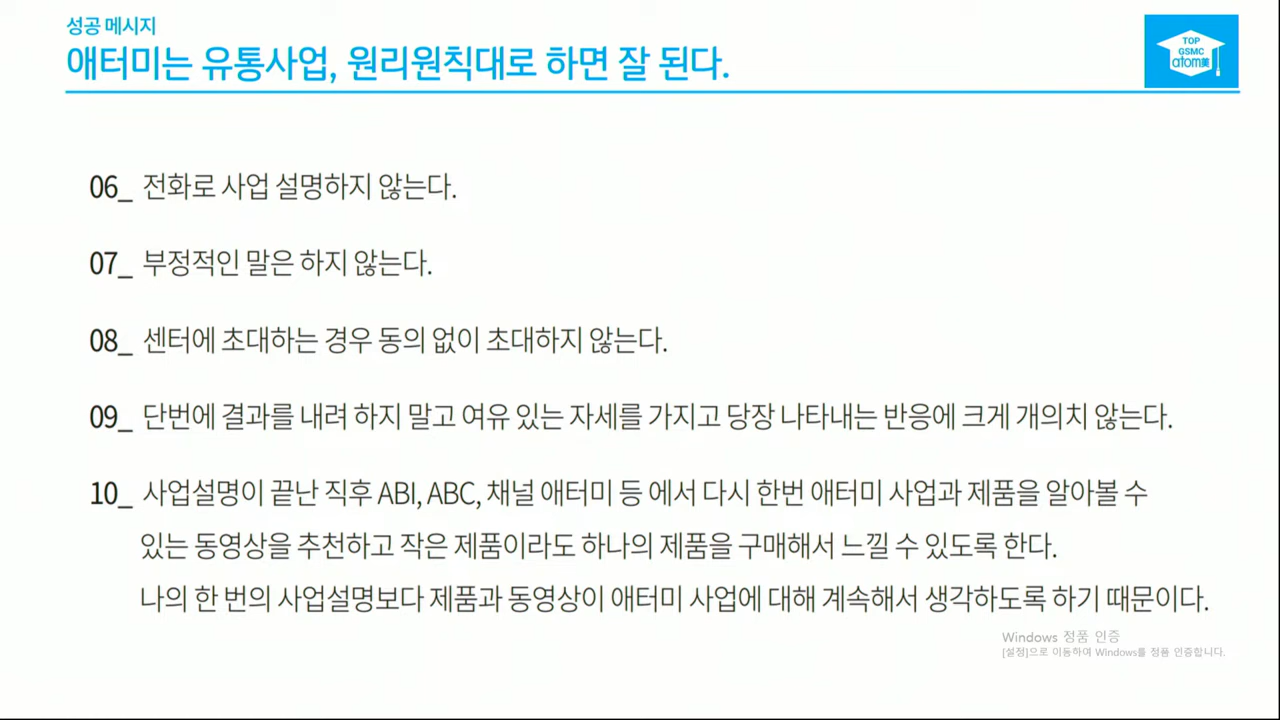 성공 메시지
애터미는 유통사업, 원리원칙대로 하면 잘 된다.
TOP
GSMC
atom美
06_ 전화로 사업 설명하지 않는다.
07_ 부정적인 말은 하지 않는다.
08_ 센터에 초대하는 경우 동의 없이 초대하지 않는다.
09_ 단번에 결과를 내려 하지 말고 여유 있는 자세를 가지고 당장 나타내는 반응에 크게 개의치 않는다.
10_ 사업설명이 끝난 직후 ABI, ABC, 채널 애터미 등 에서 다시 한번 애터미 사업과 제품을 알아볼 수
있는 동영상을 추천하고 작은 제품이라도 하나의 제품을 구매해서 느낄 수 있도록 한다.
나의 한 번의 사업설명보다 제품과 동영상이 애터미 사업에 대해 계속해서 생각하도록 하기 때문이다.
Windows 정품 인증
[설정]으로 이동하여 Windows를 정품 인증합니다.